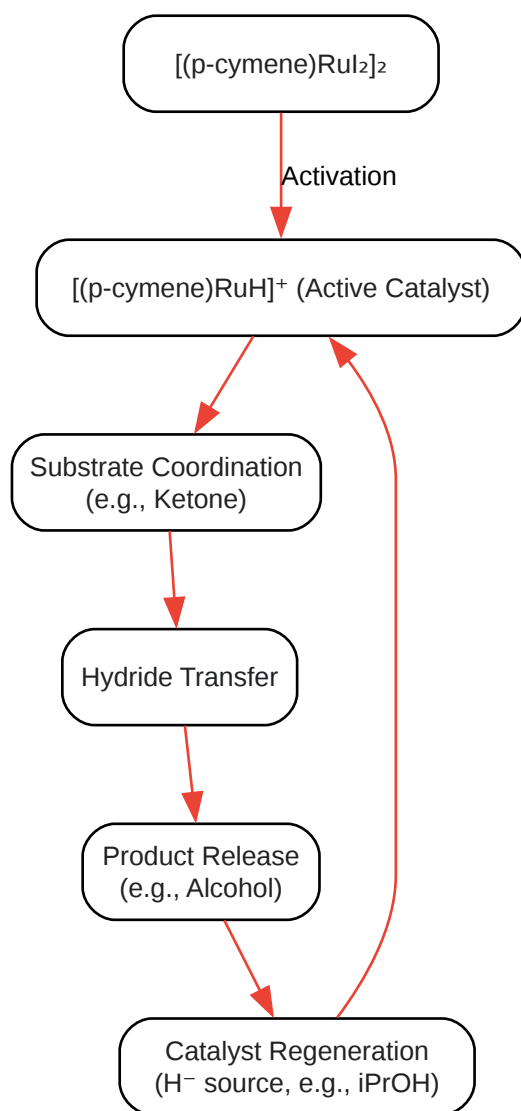 [(p-cymene)RuI₂]₂
Activation
[(p-cymene)RuH]⁺ (Active Catalyst)
Substrate Coordination
(e.g., Ketone)
Hydride Transfer
Product Release
(e.g., Alcohol)
Catalyst Regeneration
(H⁻ source, e.g., iPrOH)